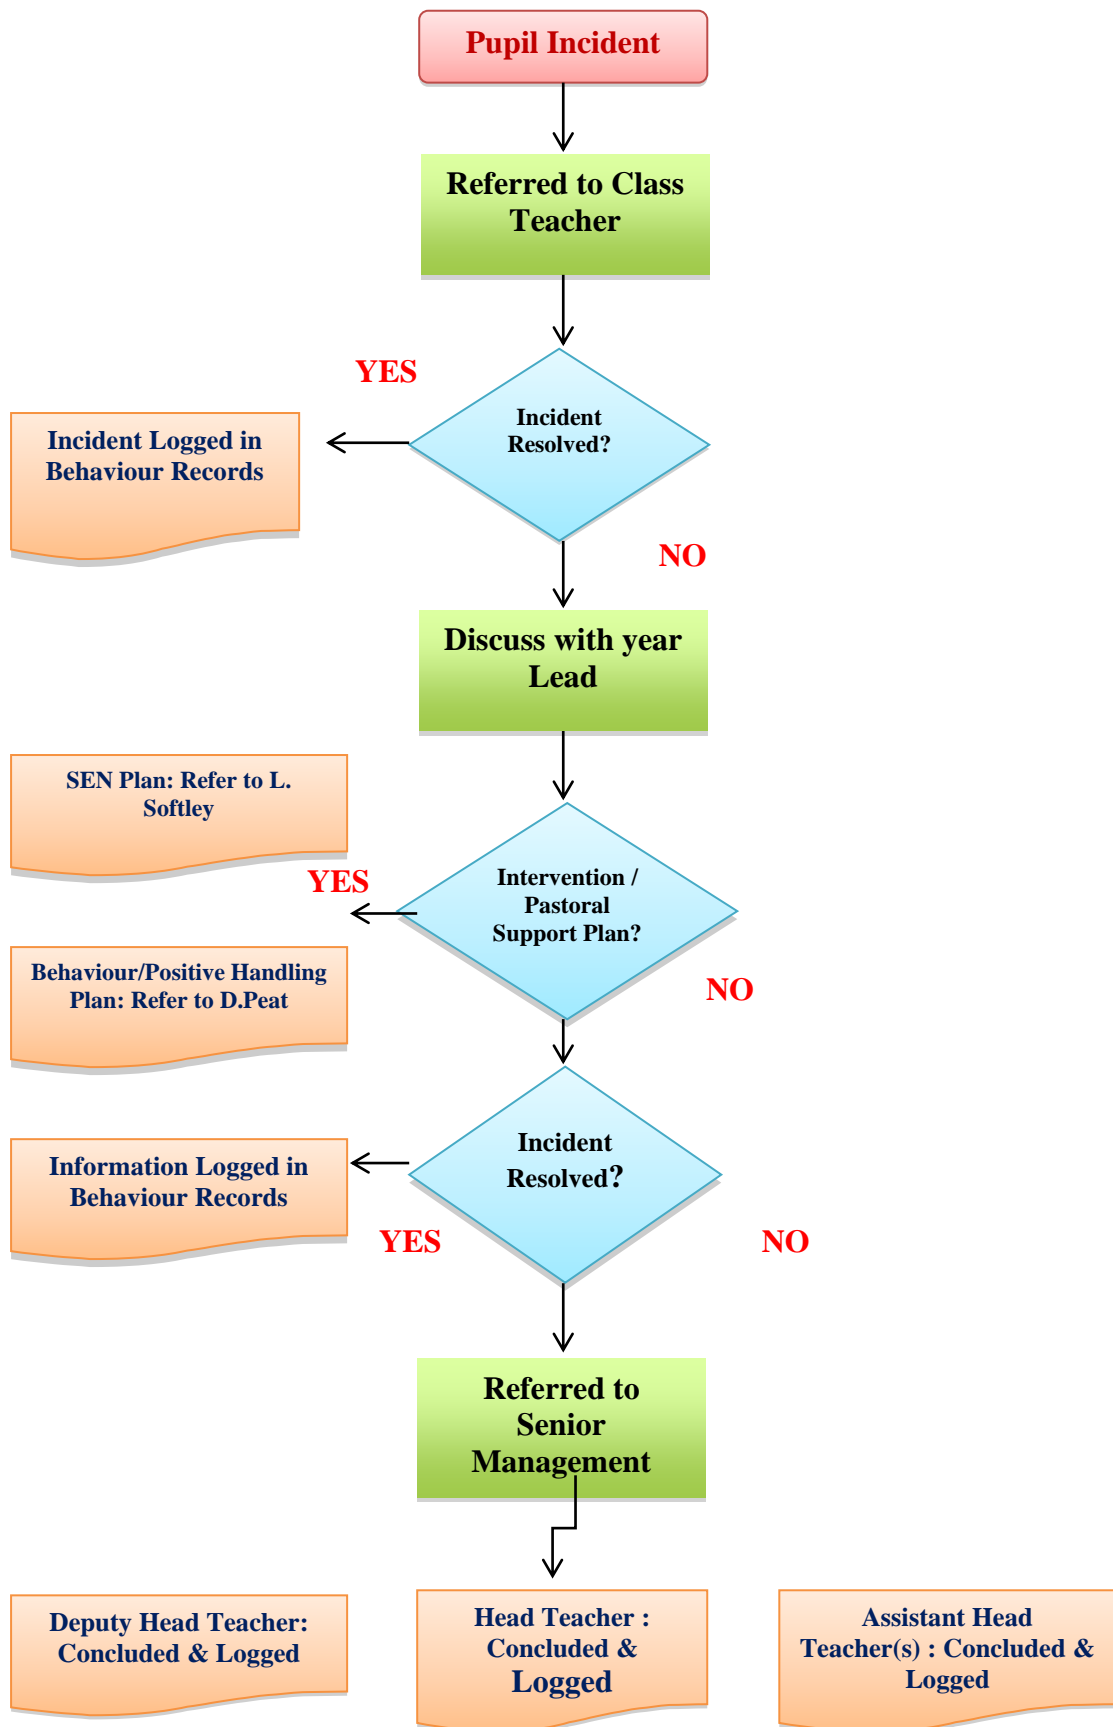 Pupil Incident
Referred to Class
Teacher
YES
Incident
Resolved?
Incident Logged in
Behaviour Records
NO
Discuss with year
Lead
SEN Plan: Refer to L.
Softley
YES
Intervention /
Pastoral
Support Plan?
Behaviour/Positive Handling
Plan: Refer to D.Peat
NO
Incident
Resolved?
Information Logged in
Behaviour Records
YES
NO
Referred to
Senior
Management
Deputy Head Teacher:
Concluded & Logged
Head Teacher :
Concluded &
Logged
Assistant Head
Teacher(s) : Concluded &
Logged